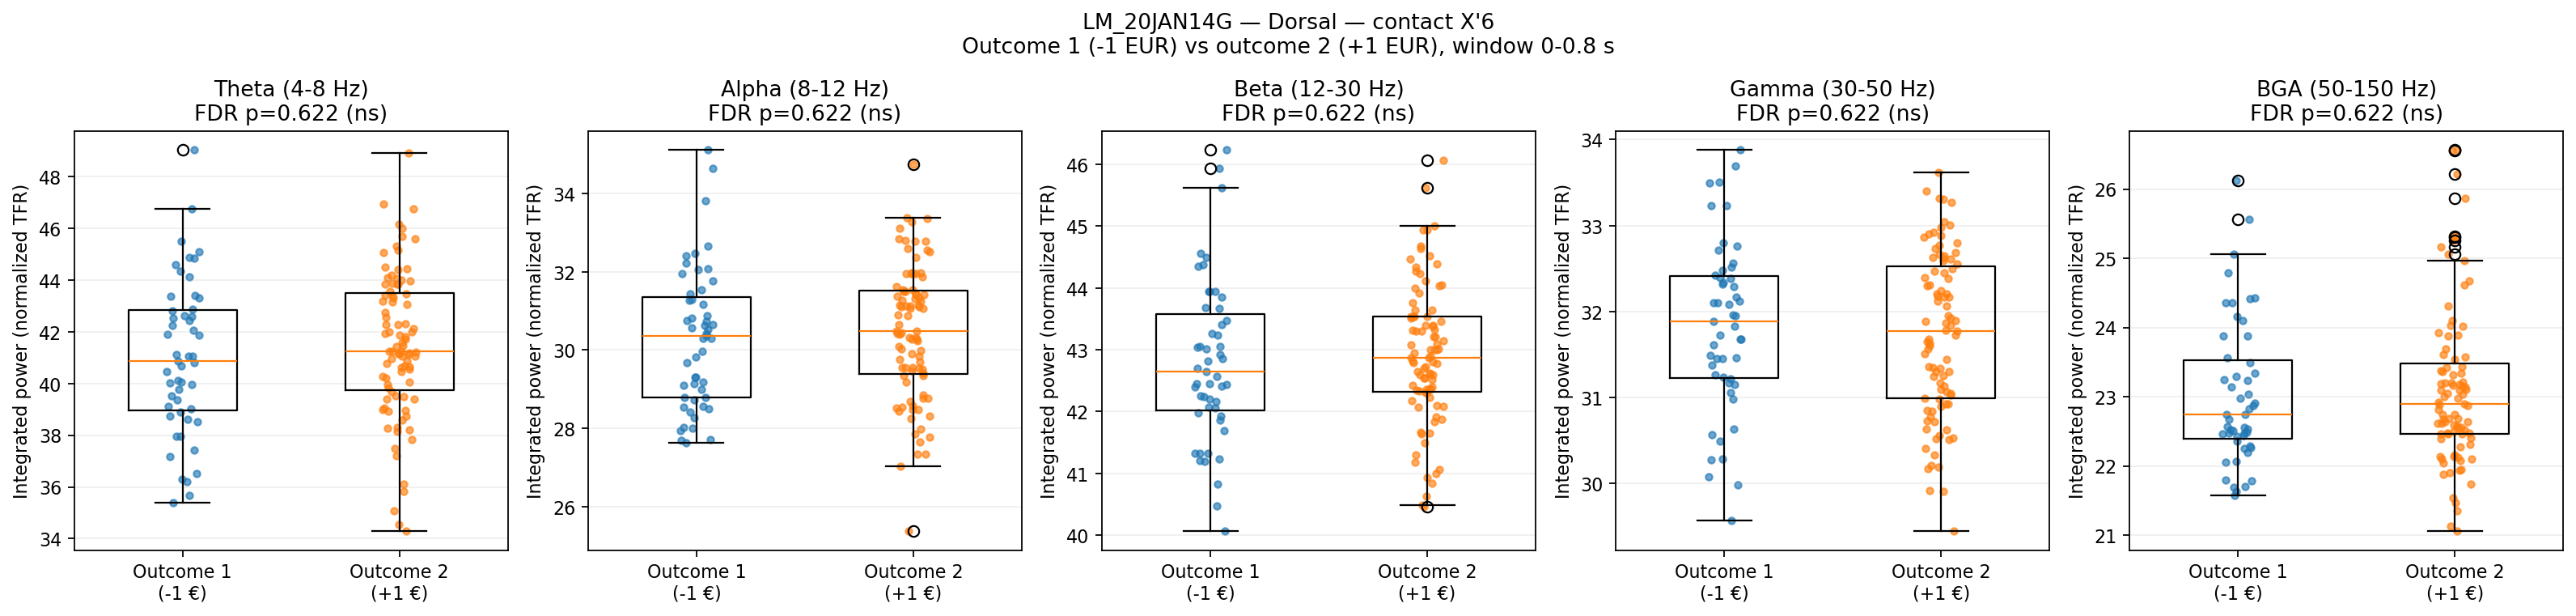 LM_20JAN14G — Dorsal — contact X'6
Outcome 1 (-1 EUR) vs outcome 2 (+1 EUR), window 0-0.8 s
Theta (4-8 Hz)
FDR p=0.622 (ns)
Integrated power (normalized TFR)
48
46
44
42
40
38
36
34
Outcome 1
(-1 €)
Outcome 2
(+1 €)
Alpha (8-12 Hz)
FDR p=0.622 (ns)
Integrated power (normalized TFR)
34
32
30
28
26
Outcome 1
(-1 €)
Outcome 2
(+1 €)
Beta (12-30 Hz)
FDR p=0.622 (ns)
Integrated power (normalized TFR)
46
45
44
43
42
41
40
Outcome 1
(-1 €)
Outcome 2
(+1 €)
Gamma (30-50 Hz)
FDR p=0.622 (ns)
Integrated power (normalized TFR)
34
33
32
31
30
Outcome 1
(-1 €)
Outcome 2
(+1 €)
BGA (50-150 Hz)
FDR p=0.622 (ns)
Integrated power (normalized TFR)
26
25
24
23
22
21
Outcome 1
(-1 €)
Outcome 2
(+1 €)